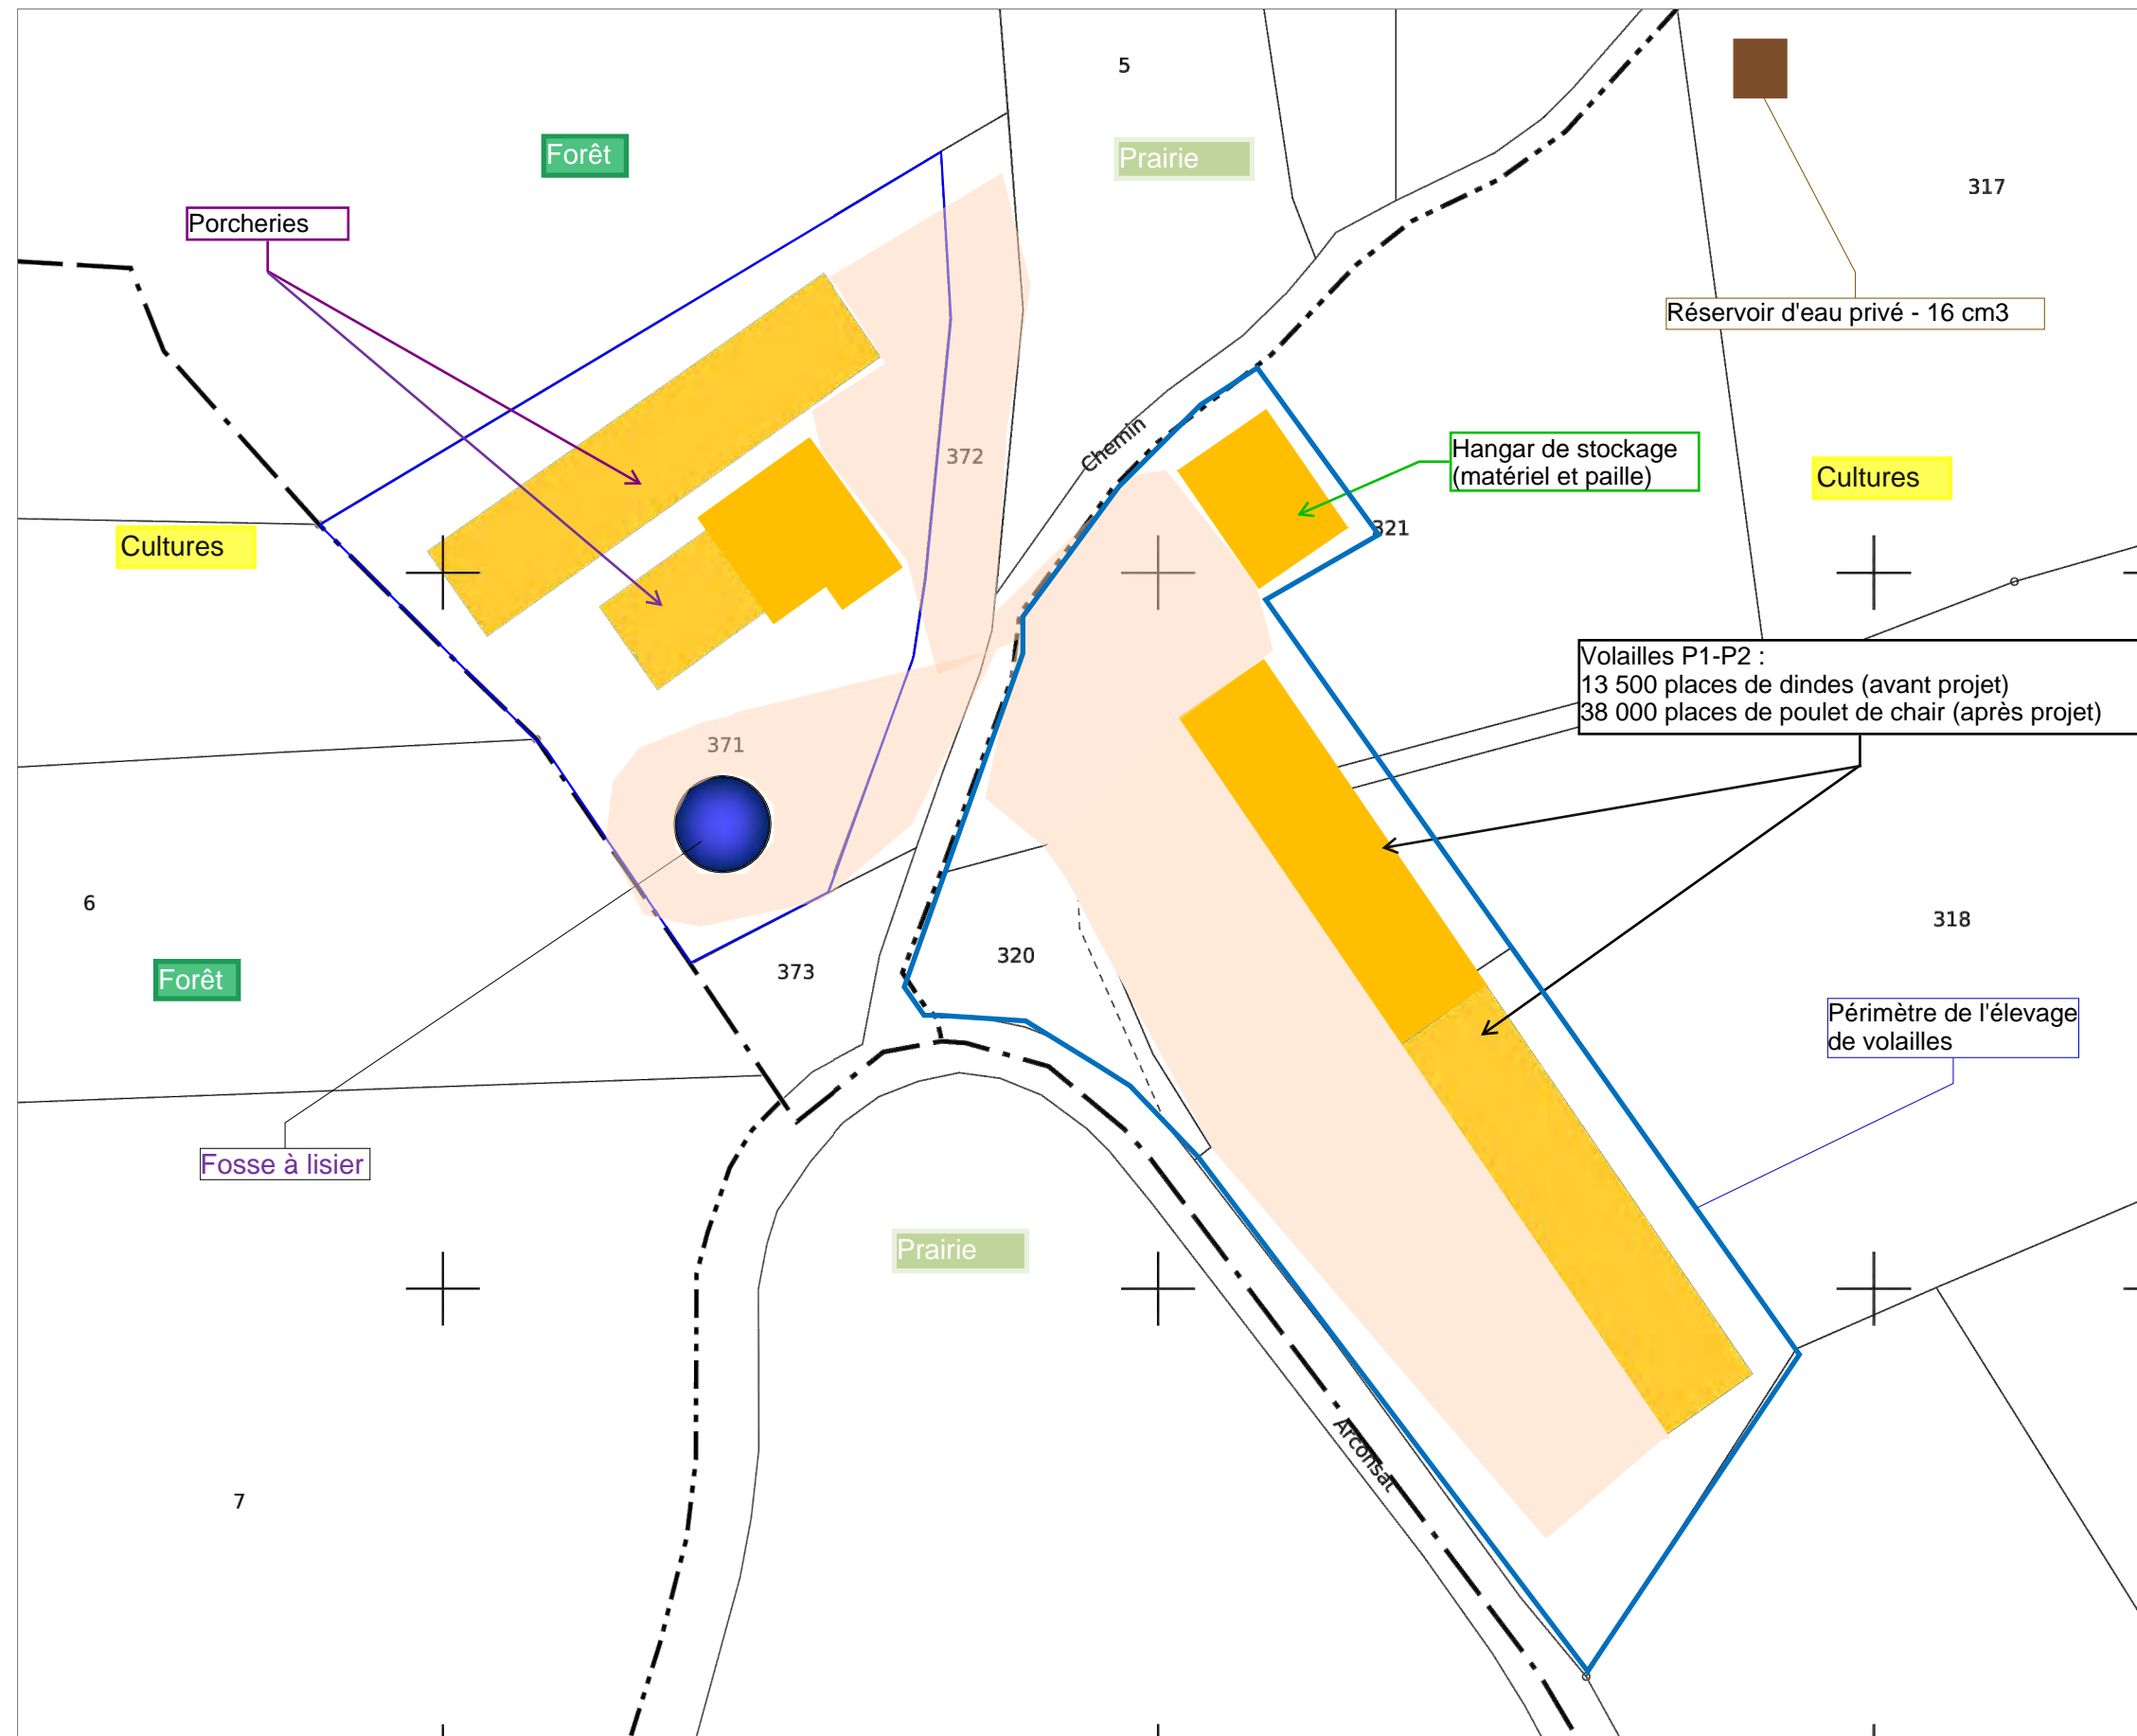 5
Forêt
Prairie
317
Porcheries
Réservoir d'eau privé - 16 cm3
Chemin
372
Hangar de stockage
(matériel et paille)
Cultures
321
Cultures
Volailles P1-P2 :
13 500 places de dindes (avant projet)
38 000 places de poulet de chair (après projet)
371
6
318
320
373
Forêt
Périmètre de l'élevage
de volailles
Fosse à lisier
Prairie
Arconsat
7